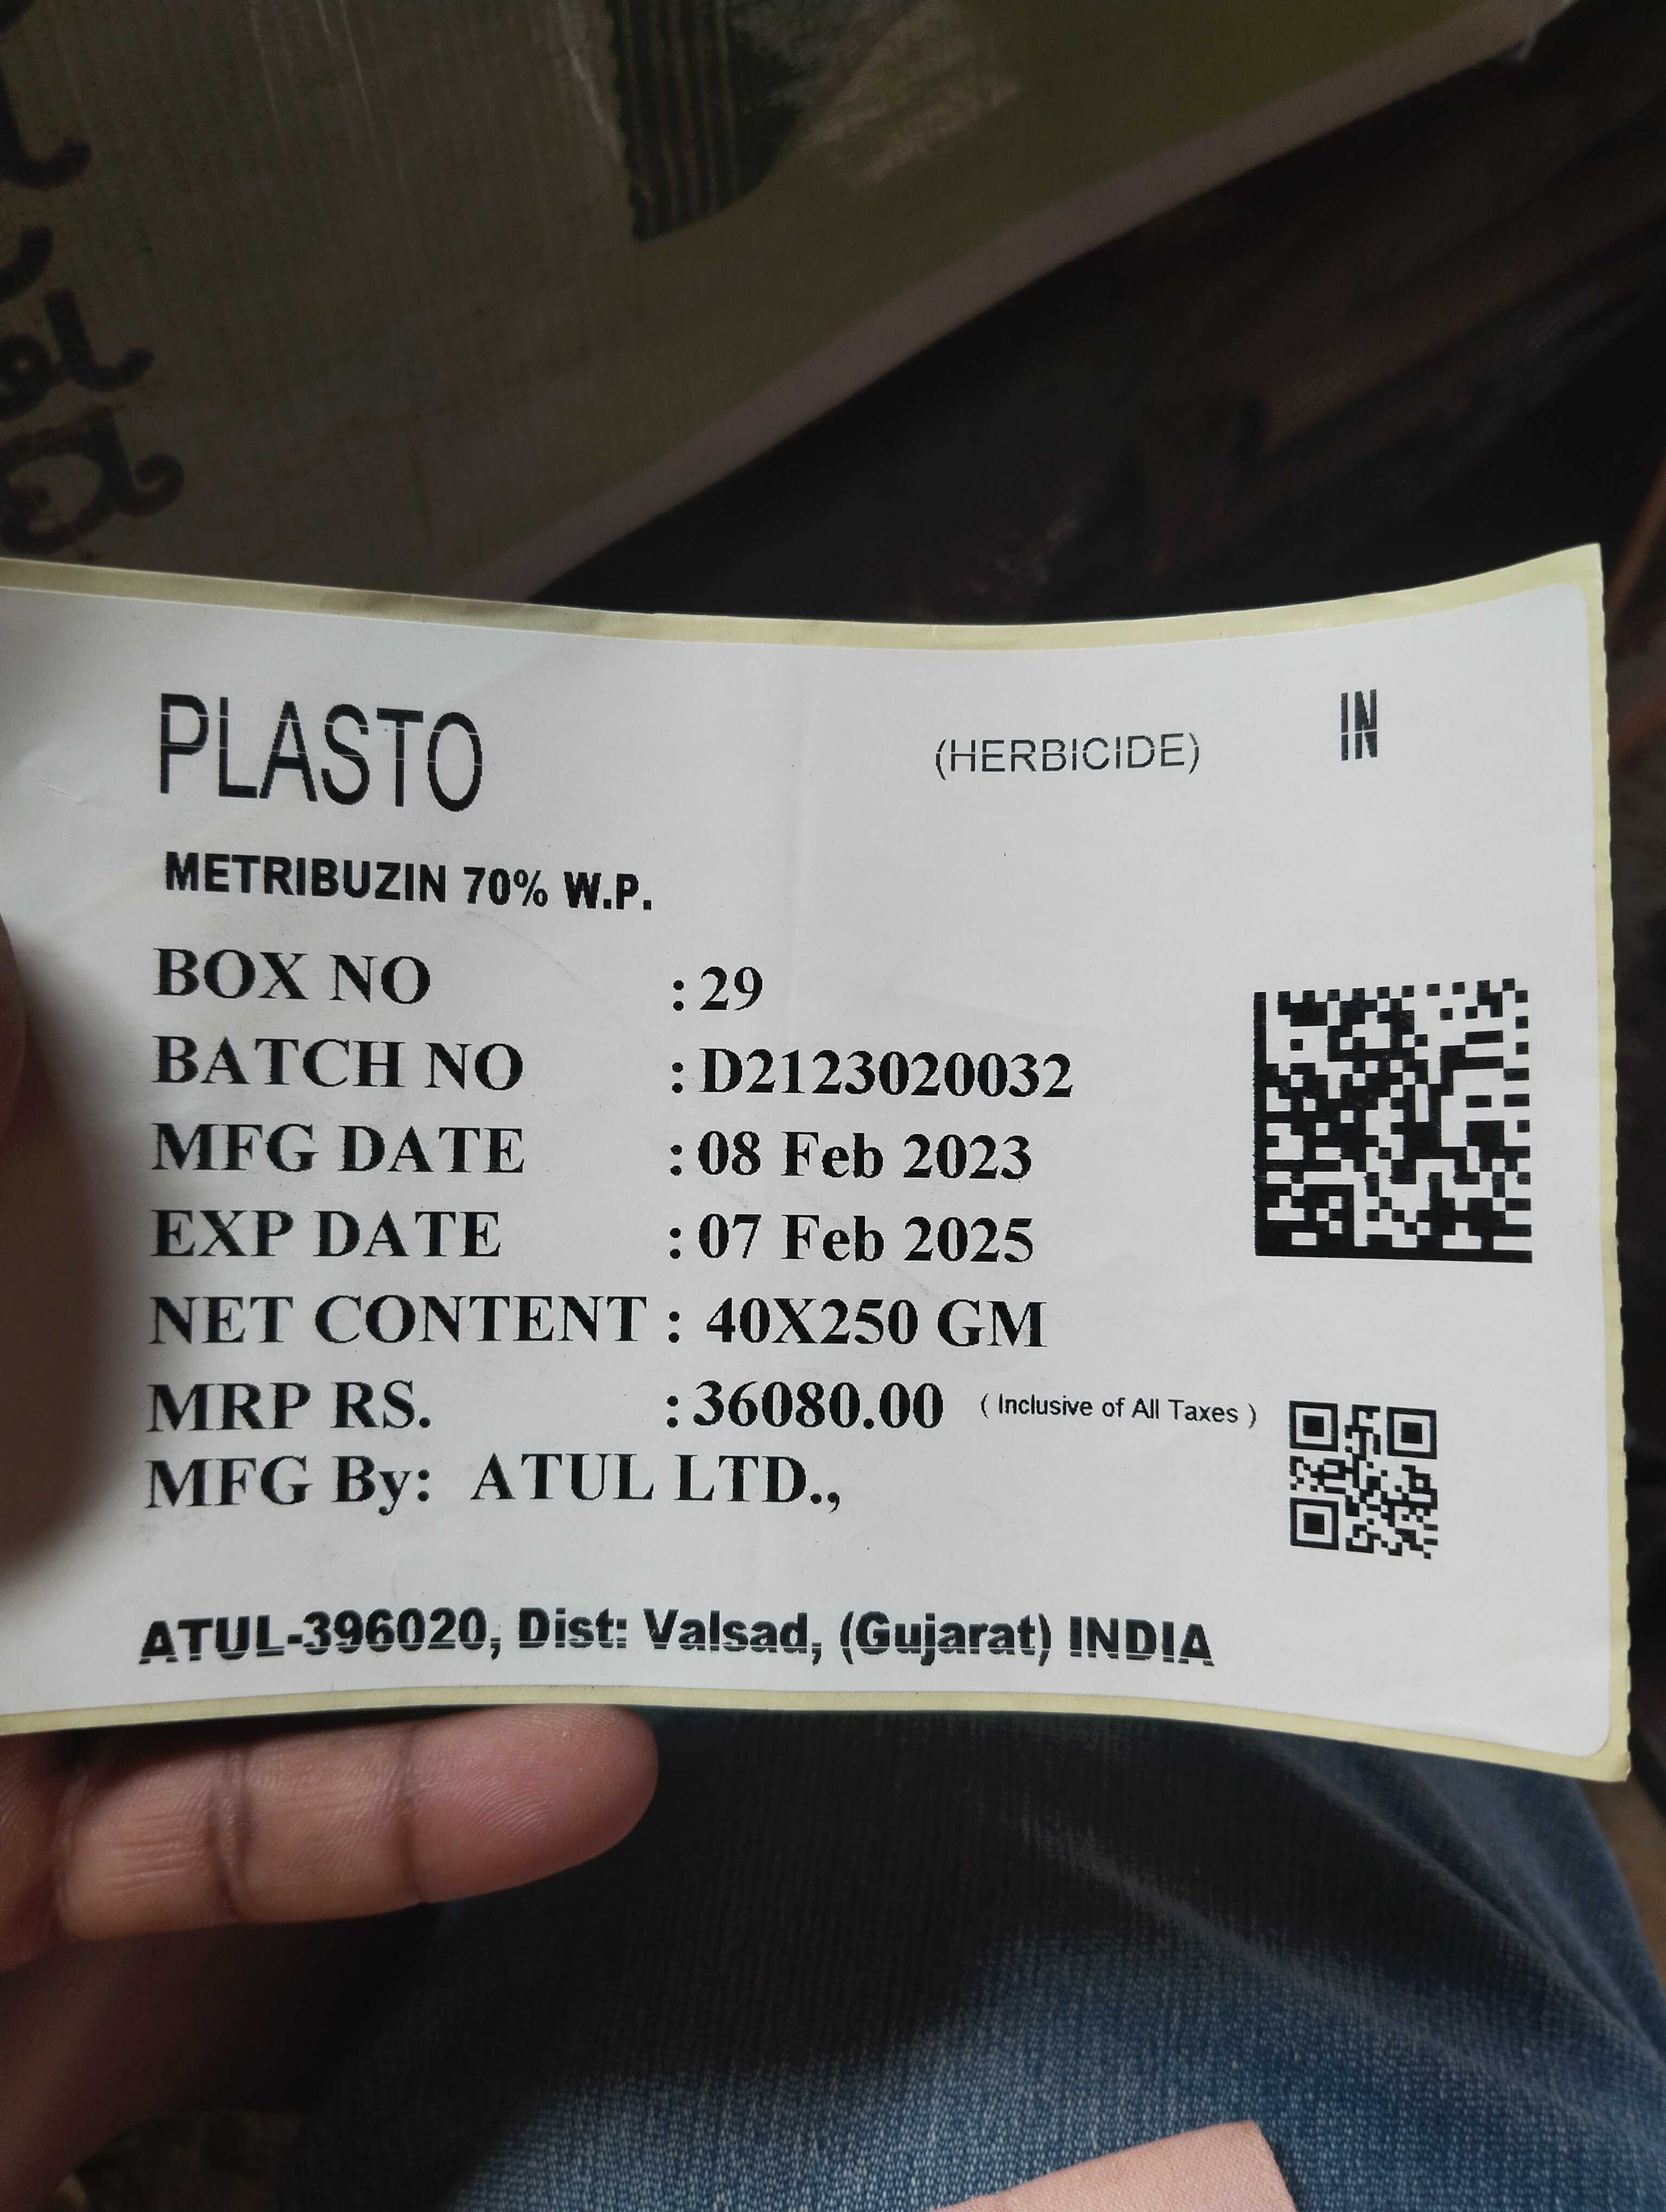 PLASTO (HERBICIDE) IN
METRIBUZIN 70% W.P.
BOX NO : 29
BATCH NO : D2123020032
MFG DATE : 08 Feb 2023
EXP DATE : 07 Feb 2025
NET CONTENT : 40X250 GM
MRP RS. : 36080.00 ( Inclusive of All Taxes )
MFG By: ATUL LTD.,
ATUL-396020, Dist: Valsad, (Gujarat) INDIA